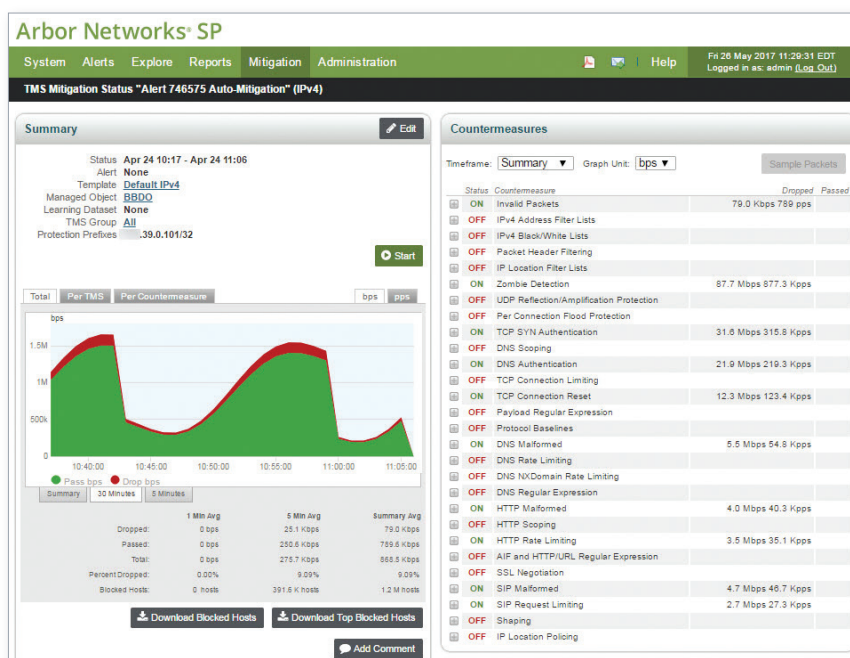 Arbor Networks® SP
System Alerts Explore Reports Mitigation Administration Help
Fri 26 May 2017 11:29:31 EDT
Logged in as: admin (Log Out)
TMS Mitigation Status "Alert 746575 Auto-Mitigation" (IPv4)
Summary
Edit
Status Apr 24 10:17 - Apr 24 11:06
Alert None
Template Default IPv4
Managed Object BBDO
Learning Dataset None
TMS Group All
Protection Prefixes .39.0.101/32
Start
Total Per TMS Per Countermeasure bps pps
bps
1.5M
1M
500k
0
10:40:00 10:45:00 10:50:00 10:55:00 11:00:00 11:05:00
Pass bps Drop bps
Summary 30 Minutes 5 Minutes
1 Min Avg 5 Min Avg Summary Avg
Dropped: 0 bps 25.1 Kbps 79.0 Kbps
Passed: 0 bps 250.6 Kbps 789.6 Kbps
Total: 0 bps 275.7 Kbps 868.5 Kbps
Percent Dropped: 0.00% 9.09% 9.09%
Blocked Hosts: 0 hosts 391.6 K hosts 1.2 M hosts
Download Blocked Hosts Download Top Blocked Hosts
Add Comment
Countermeasures
Timeframe: Summary Graph Unit: bps Sample Packets
Status Countermeasure Dropped Passed
ON Invalid Packets 79.0 Kbps 789 pps
OFF IPv4 Address Filter Lists
OFF IPv4 Black/White Lists
OFF Packet Header Filtering
OFF IP Location Filter Lists
ON Zombie Detection 87.7 Mbps 877.3 Kpps
OFF UDP Reflection/Amplification Protection
OFF Per Connection Flood Protection
ON TCP SYN Authentication 31.6 Mbps 315.8 Kpps
OFF DNS Scoping
ON DNS Authentication 21.9 Mbps 219.3 Kpps
OFF TCP Connection Limiting
ON TCP Connection Reset 12.3 Mbps 123.4 Kpps
OFF Payload Regular Expression
OFF Protocol Baselines
ON DNS Malformed 5.5 Mbps 54.8 Kpps
OFF DNS Rate Limiting
OFF DNS NXDomain Rate Limiting
OFF DNS Regular Expression
ON HTTP Malformed 4.0 Mbps 40.3 Kpps
OFF HTTP Scoping
ON HTTP Rate Limiting 3.5 Mbps 35.1 Kpps
OFF AIF and HTTP/URL Regular Expression
OFF SSL Negotiation
ON SIP Malformed 4.7 Mbps 46.7 Kpps
ON SIP Request Limiting 2.7 Mbps 27.3 Kpps
OFF Shaping
OFF IP Location Policing